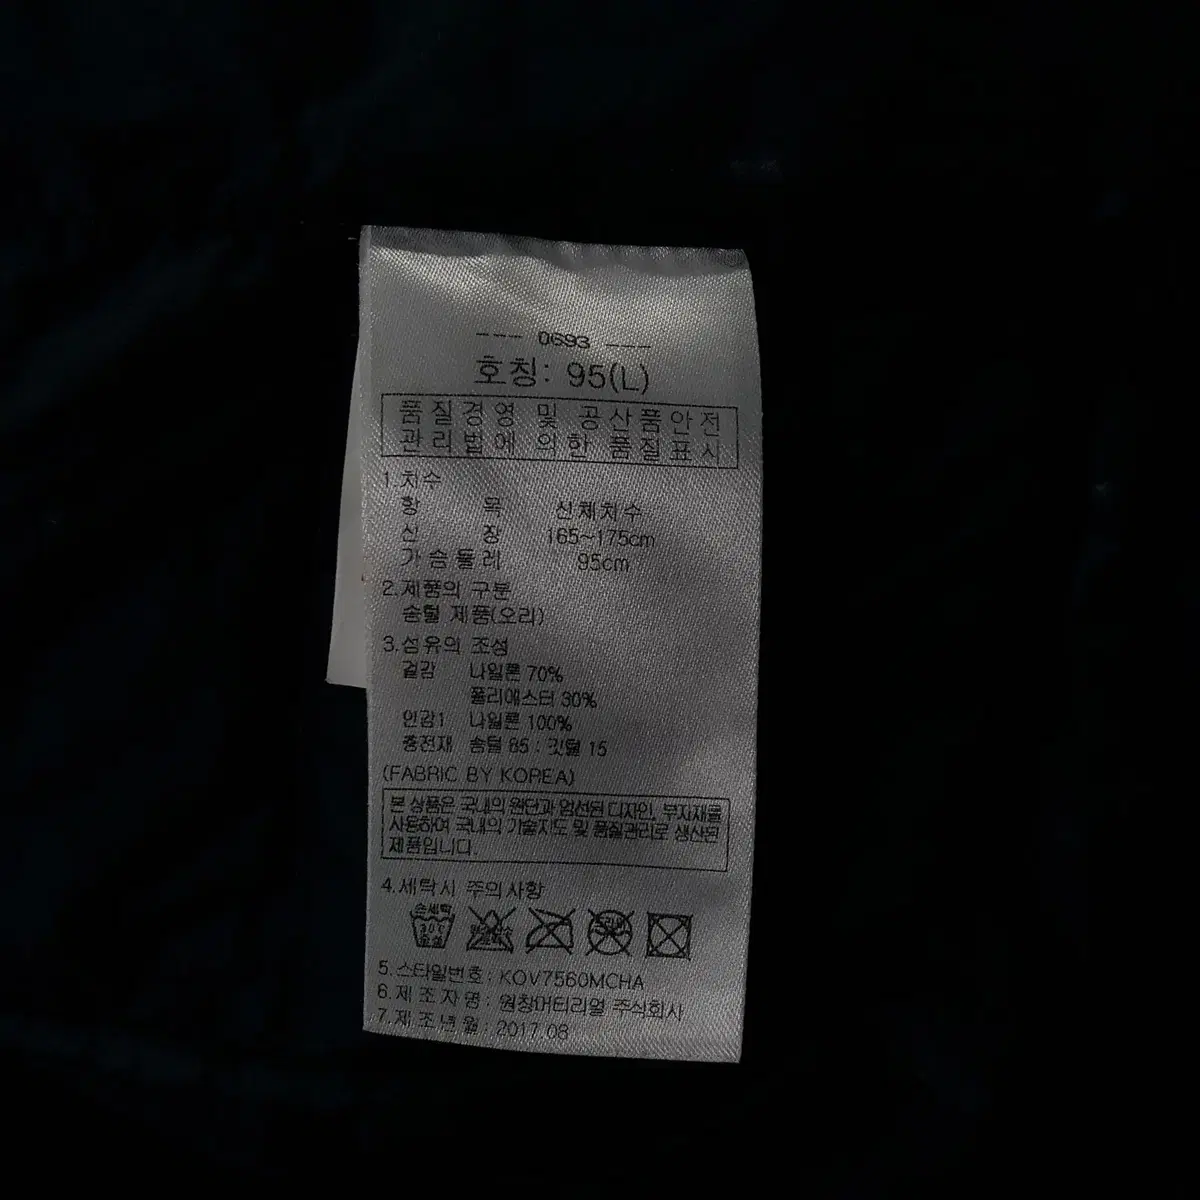 --- 0693 ---
호칭: 95(L)
품질경영 및 공산품안전
관리법에 의한 품질표시
1.치수
항 목 신체치수
신 장 165~175cm
가슴둘레 95cm
2.제품의 구분
솜털 제품(오리)
3.섬유의 조성
겉감 나일론 70%
폴리에스터 30%
안감1 나일론 100%
충전재 솜털 85 : 깃털 15
(FABRIC BY KOREA)
본 상품은 국내의 원단과 엄선된 디자인, 부자재를
사용하여 국내의 기술지도 및 품질관리로 생산된
제품입니다.
4.세탁시 주의사항
손세탁
30℃
중성
5.스타일번호 : KOV7560MCHA
6.제조자명 : 원창머티리얼 주식회사
7.제조년월 : 2017.08